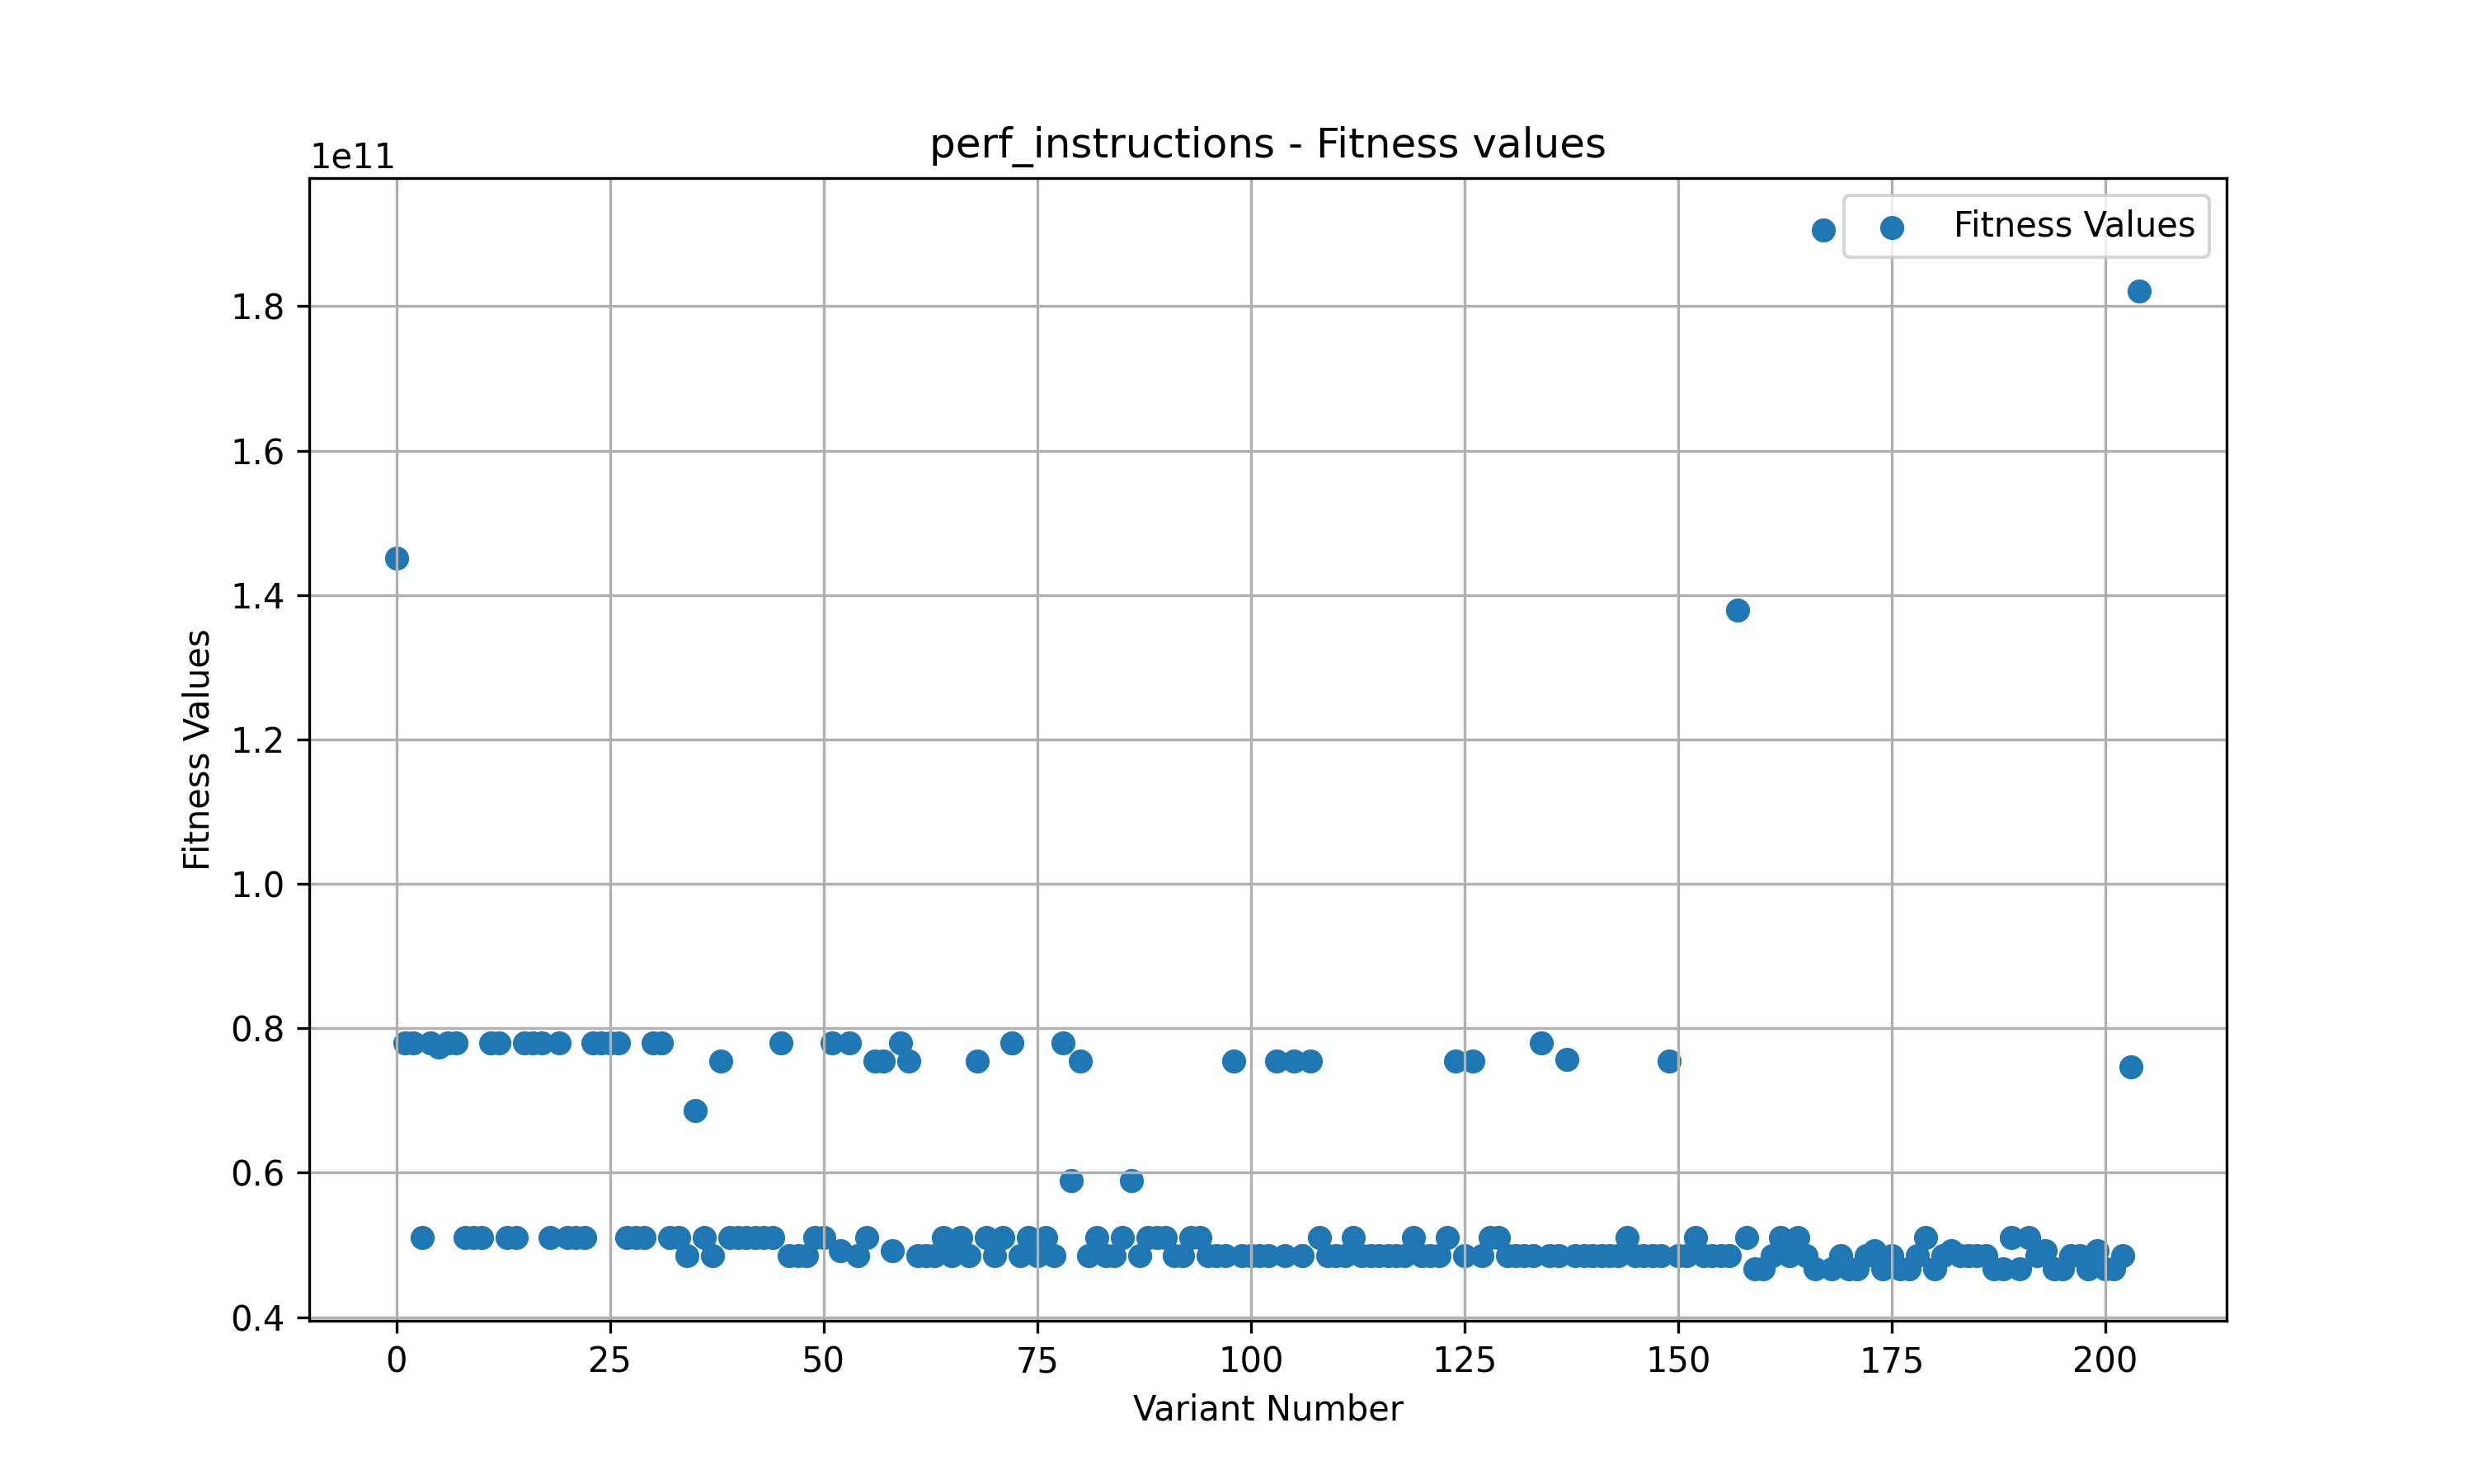 perf_instructions - Fitness values
1e11
Fitness Values
1.8
1.6
1.4
1.2
1.0
0.8
0.6
0.4
Fitness Values
0 25 50 75 100 125 150 175 200
Variant Number